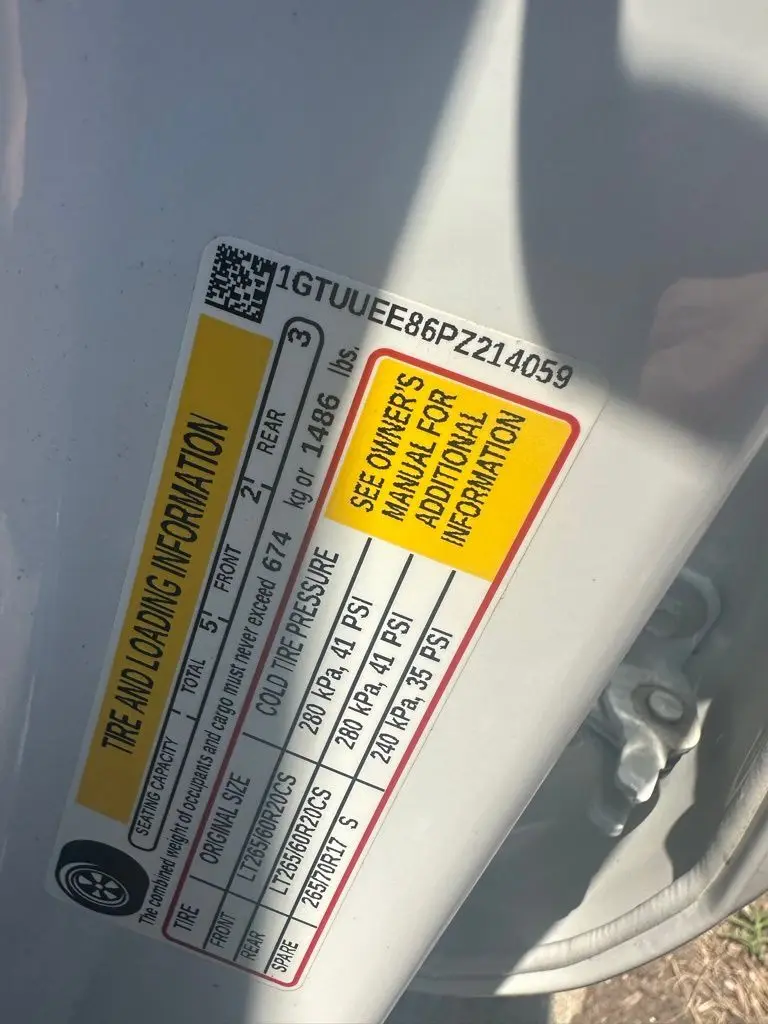 1GTUUEE86PZ214059
TIRE AND LOADING INFORMATION
SEATING CAPACITY TOTAL 5 FRONT 2 REAR 3
The combined weight of occupants and cargo must never exceed 674 kg or 1486 lbs.
TIRE ORIGINAL SIZE COLD TIRE PRESSURE
FRONT LT265/60R20CS 280 kPa, 41 PSI
REAR LT265/60R20CS 280 kPa, 41 PSI
SPARE 265/70R17 S 240 kPa, 35 PSI
SEE OWNER'S
MANUAL FOR
ADDITIONAL
INFORMATION